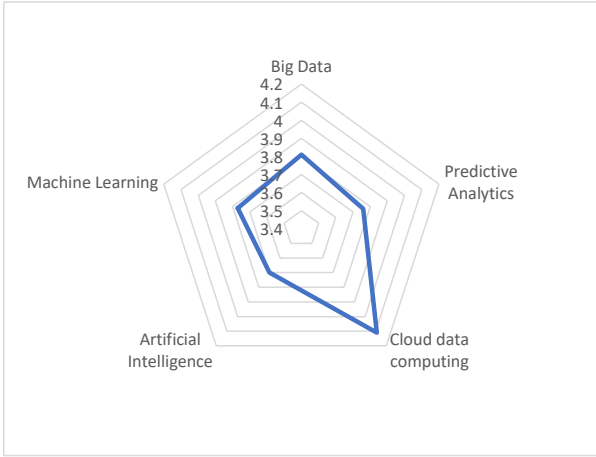 Big Data
4.2
4.1
4
3.9
3.8
3.7
3.6
3.5
3.4
Predictive
Analytics
Machine Learning
Artificial
Intelligence
Cloud data
computing